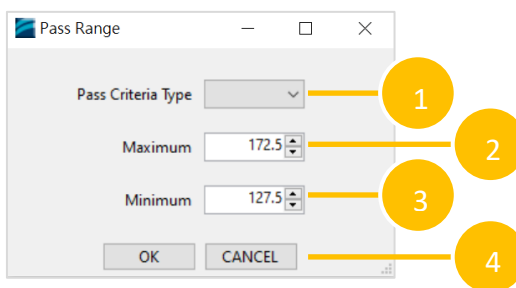 Pass Range
Pass Criteria Type
1
Maximum 172.5
2
Minimum 127.5
3
OK CANCEL
4